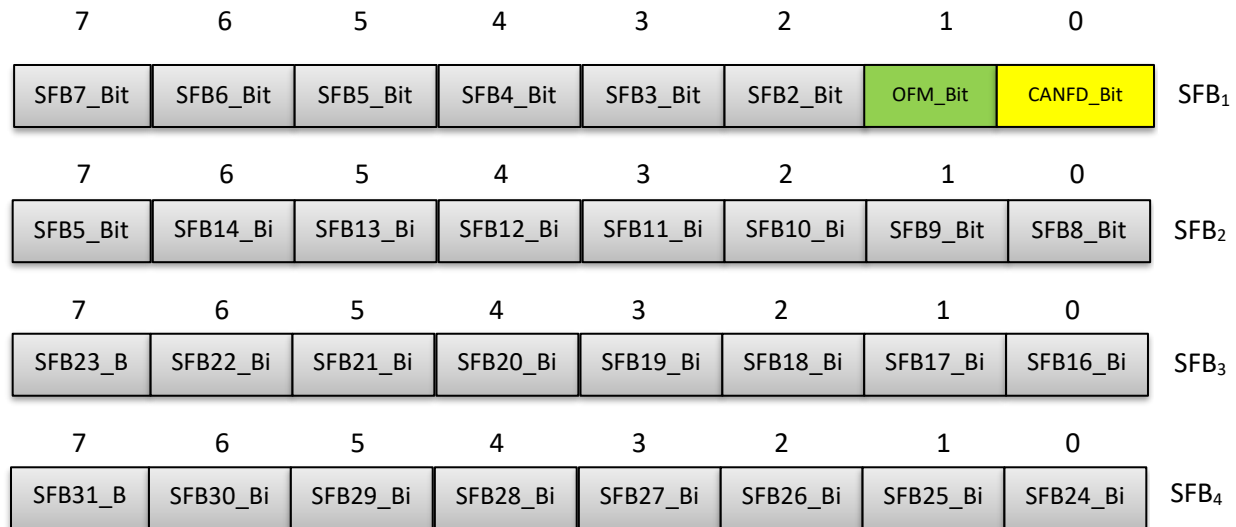 7 6 5 4 3 2 1 0
SFB7_Bit SFB6_Bit SFB5_Bit SFB4_Bit SFB3_Bit SFB2_Bit OFM_Bit CANFD_Bit SFB1
7 6 5 4 3 2 1 0
SFB5_Bit SFB14_Bi SFB13_Bi SFB12_Bi SFB11_Bi SFB10_Bi SFB9_Bit SFB8_Bit SFB2
7 6 5 4 3 2 1 0
SFB23_B SFB22_Bi SFB21_Bi SFB20_Bi SFB19_Bi SFB18_Bi SFB17_Bi SFB16_Bi SFB3
7 6 5 4 3 2 1 0
SFB31_B SFB30_Bi SFB29_Bi SFB28_Bi SFB27_Bi SFB26_Bi SFB25_Bi SFB24_Bi SFB4